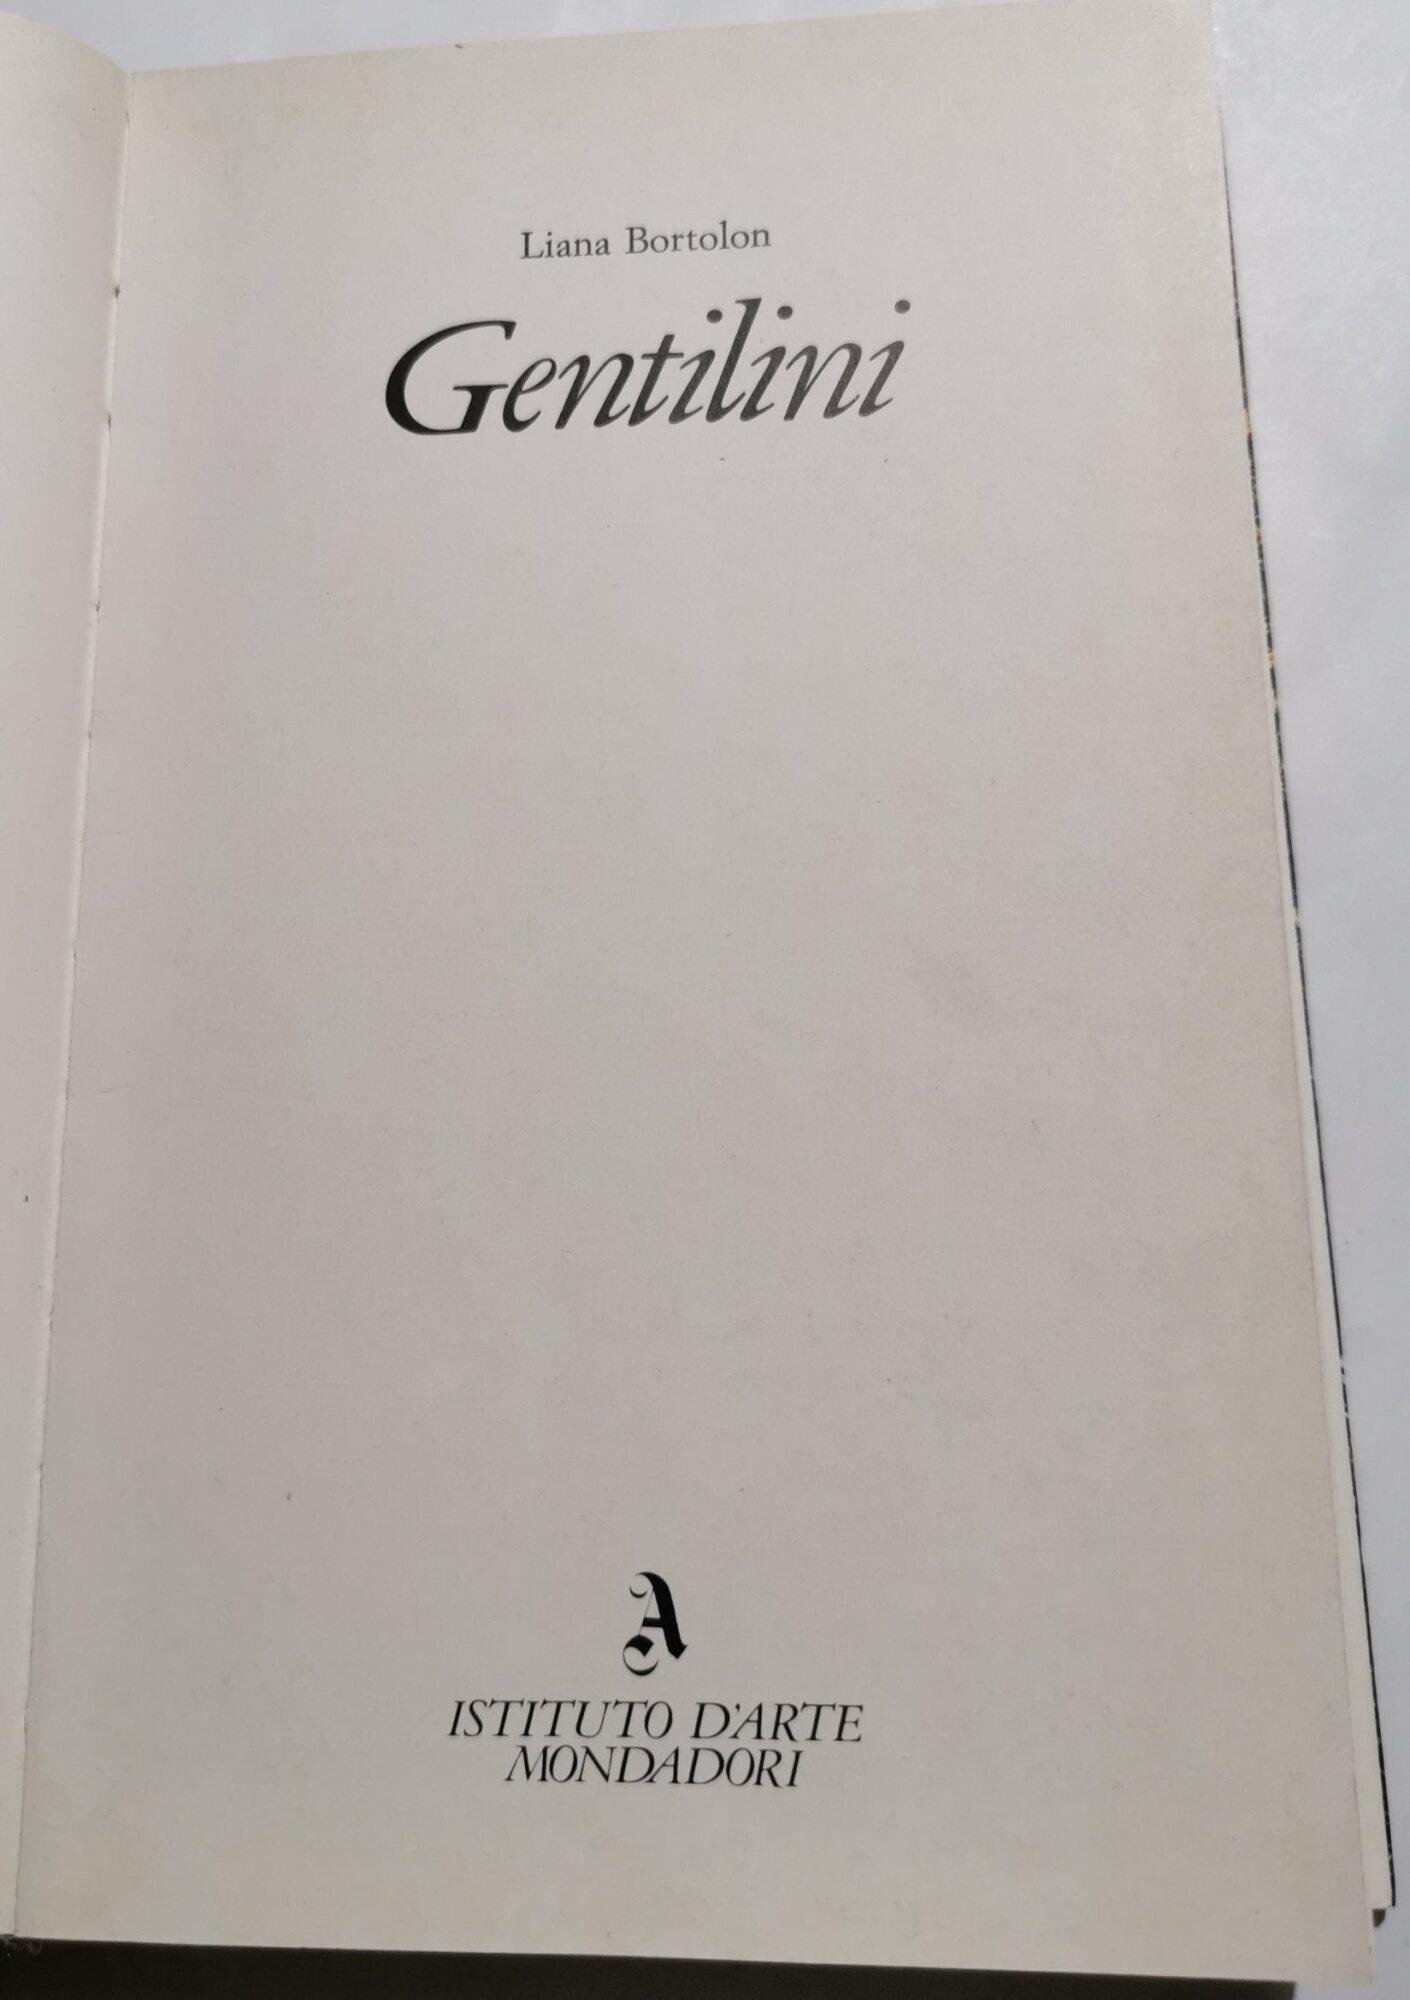 Liana Bortolon
Gentilini
A
ISTITUTO D'ARTE
MONDADORI